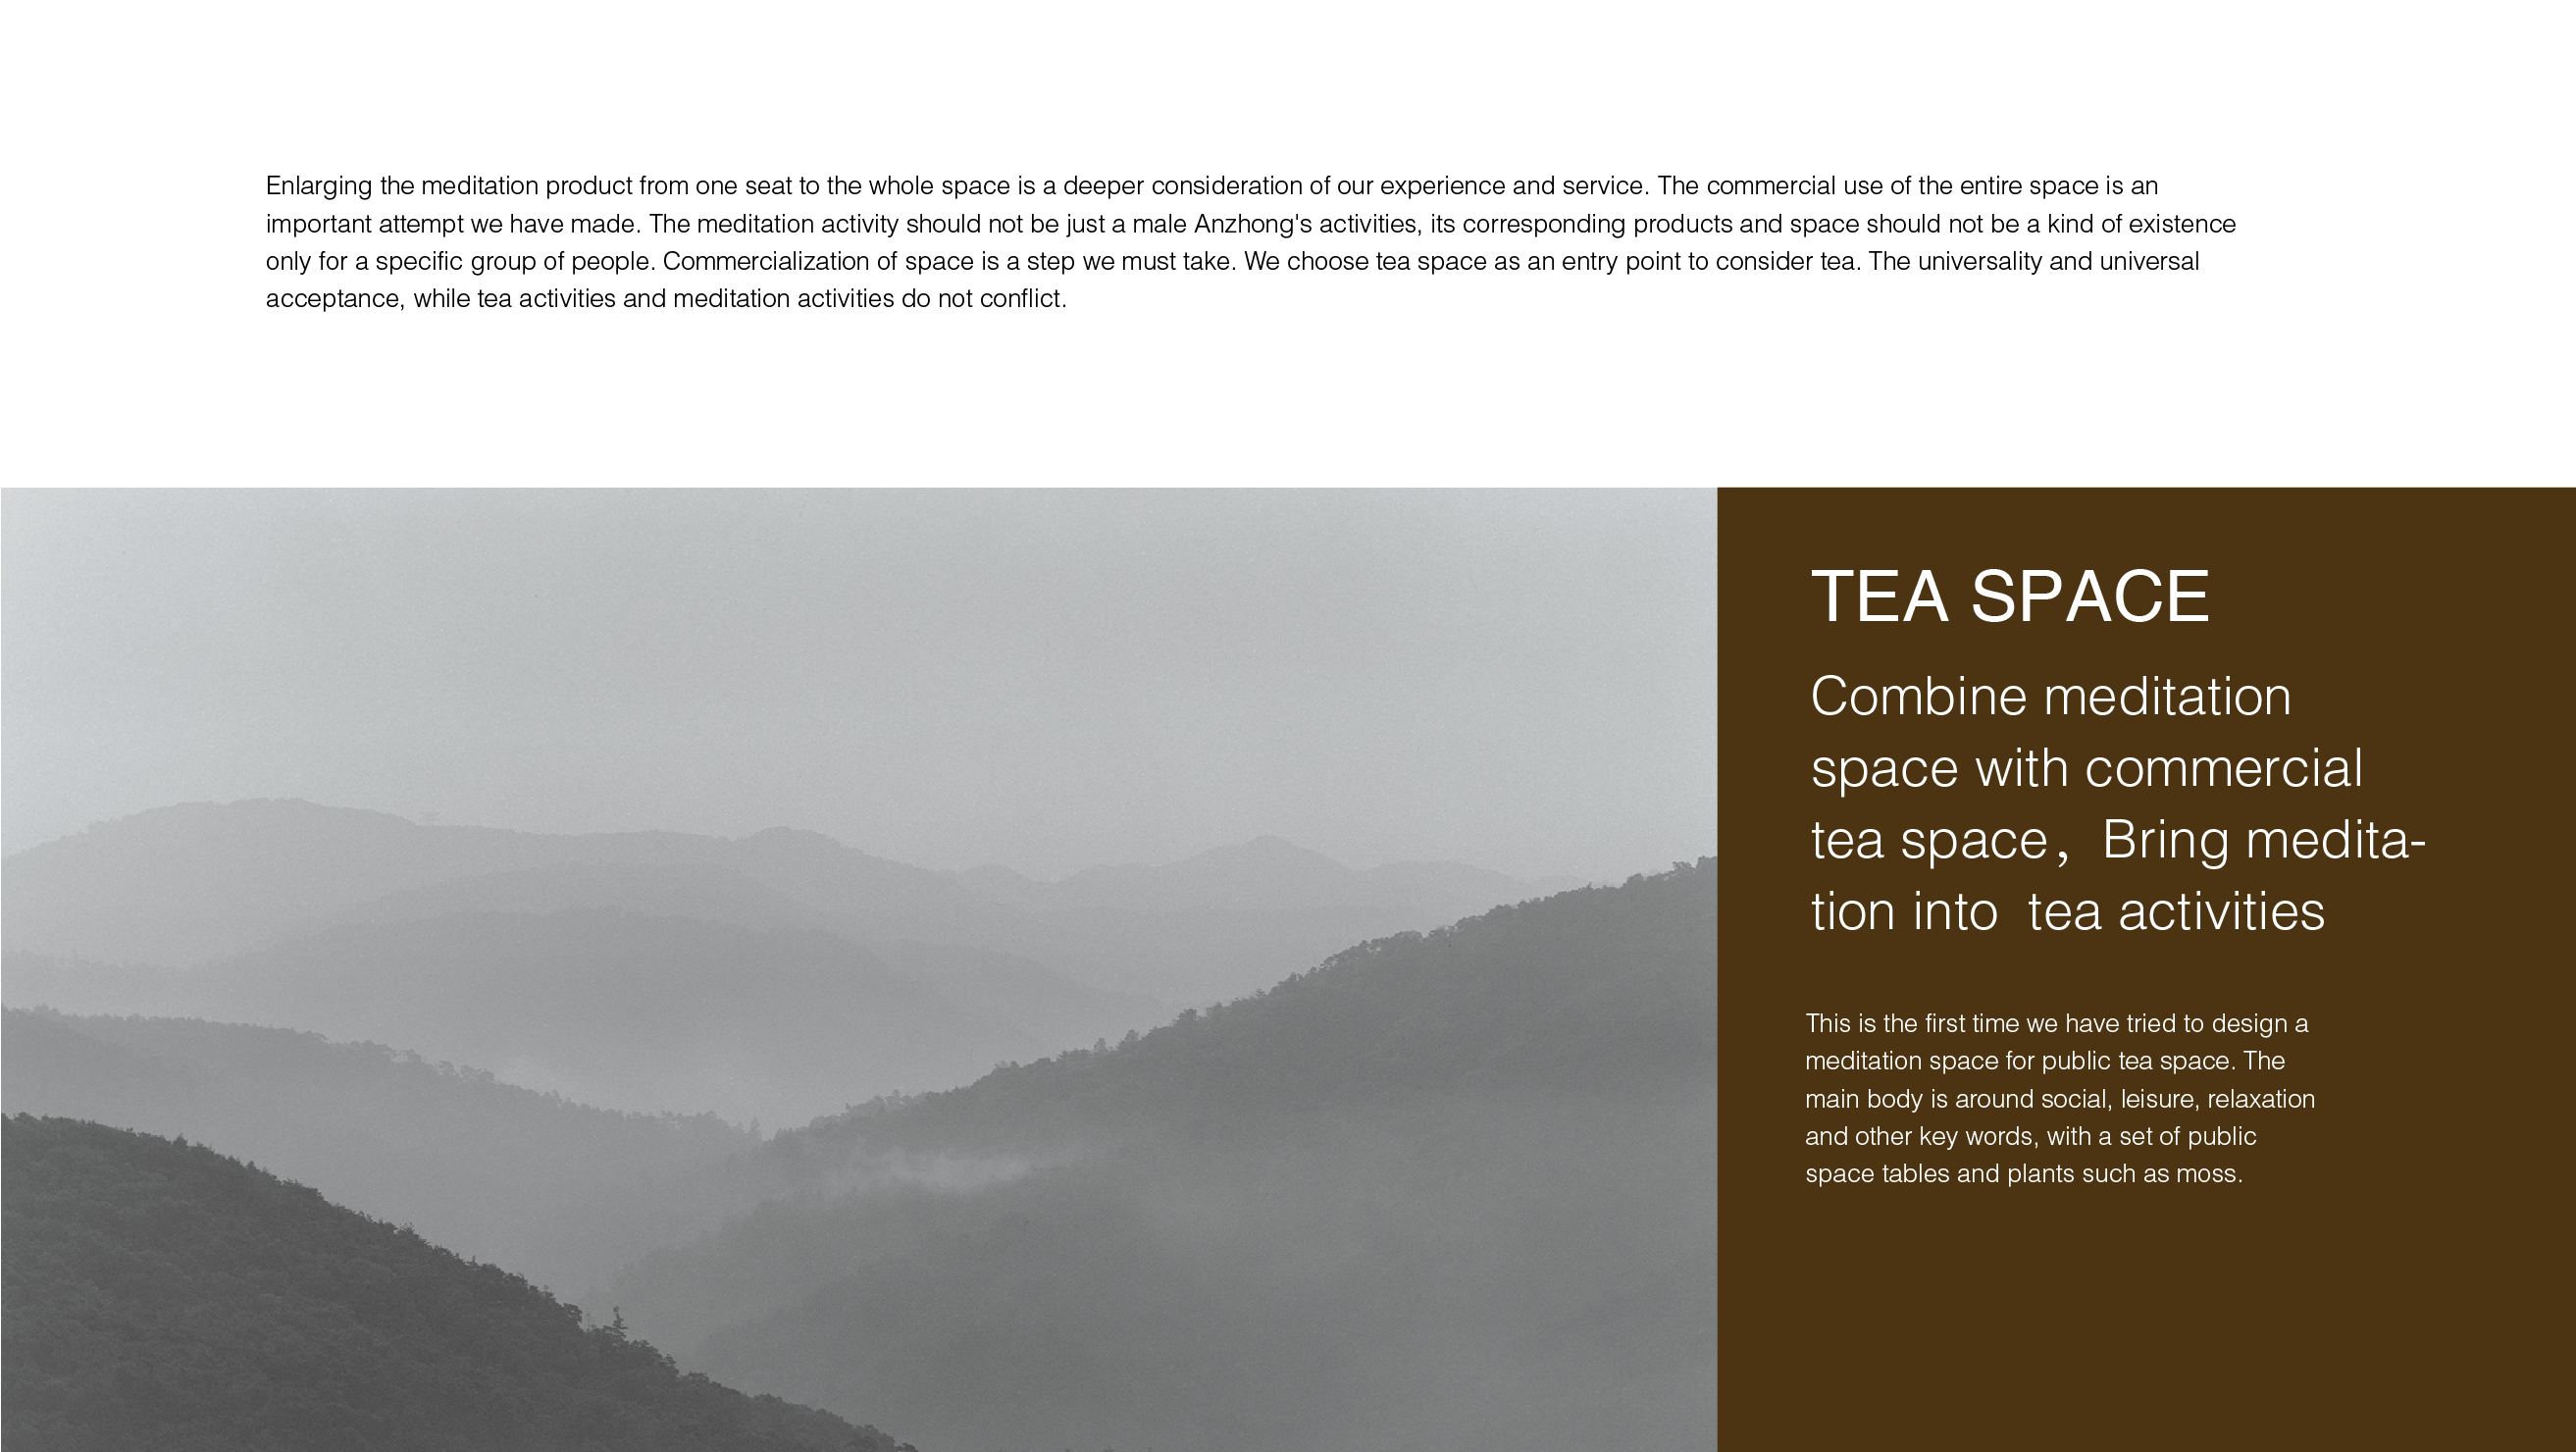 Enlarging the meditation product from one seat to the whole space is a deeper consideration of our experience and service. The commercial use of the entire space is an
important attempt we have made. The meditation activity should not be just a male Anzhong's activities, its corresponding products and space should not be a kind of existence
only for a specific group of people. Commercialization of space is a step we must take. We choose tea space as an entry point to consider tea. The universality and universal
acceptance, while tea activities and meditation activities do not conflict.
TEA SPACE
Combine meditation
space with commercial
tea space，Bring medita-
tion into  tea activities
This is the first time we have tried to design a
meditation space for public tea space. The
main body is around social, leisure, relaxation
and other key words, with a set of public
space tables and plants such as moss.